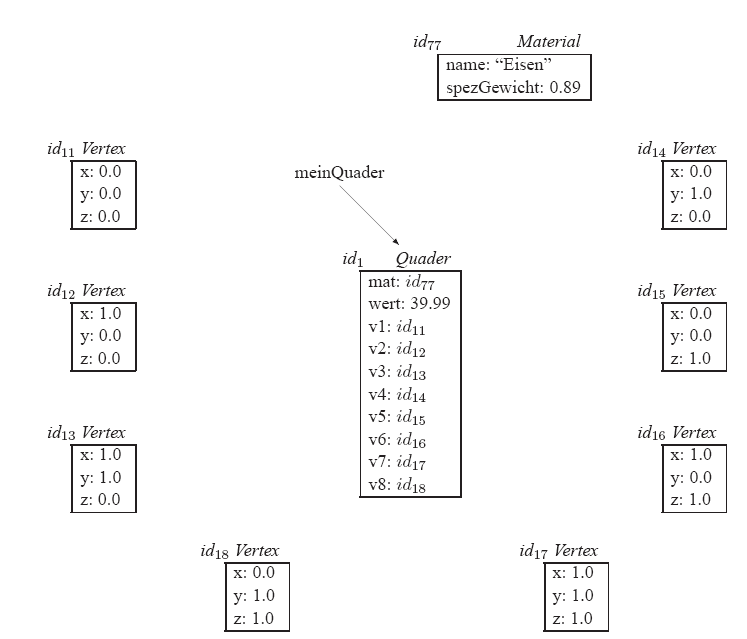 id77 Material
name: “Eisen”
spezGewicht: 0.89
id11 Vertex
x: 0.0
y: 0.0
z: 0.0
meinQuader
id14 Vertex
x: 0.0
y: 1.0
z: 0.0
id1 Quader
mat: id77
wert: 39.99
v1: id11
v2: id12
v3: id13
v4: id14
v5: id15
v6: id16
v7: id17
v8: id18
id12 Vertex
x: 1.0
y: 0.0
z: 0.0
id15 Vertex
x: 0.0
y: 0.0
z: 1.0
id13 Vertex
x: 1.0
y: 1.0
z: 0.0
id16 Vertex
x: 1.0
y: 0.0
z: 1.0
id18 Vertex
x: 0.0
y: 1.0
z: 1.0
id17 Vertex
x: 1.0
y: 1.0
z: 1.0